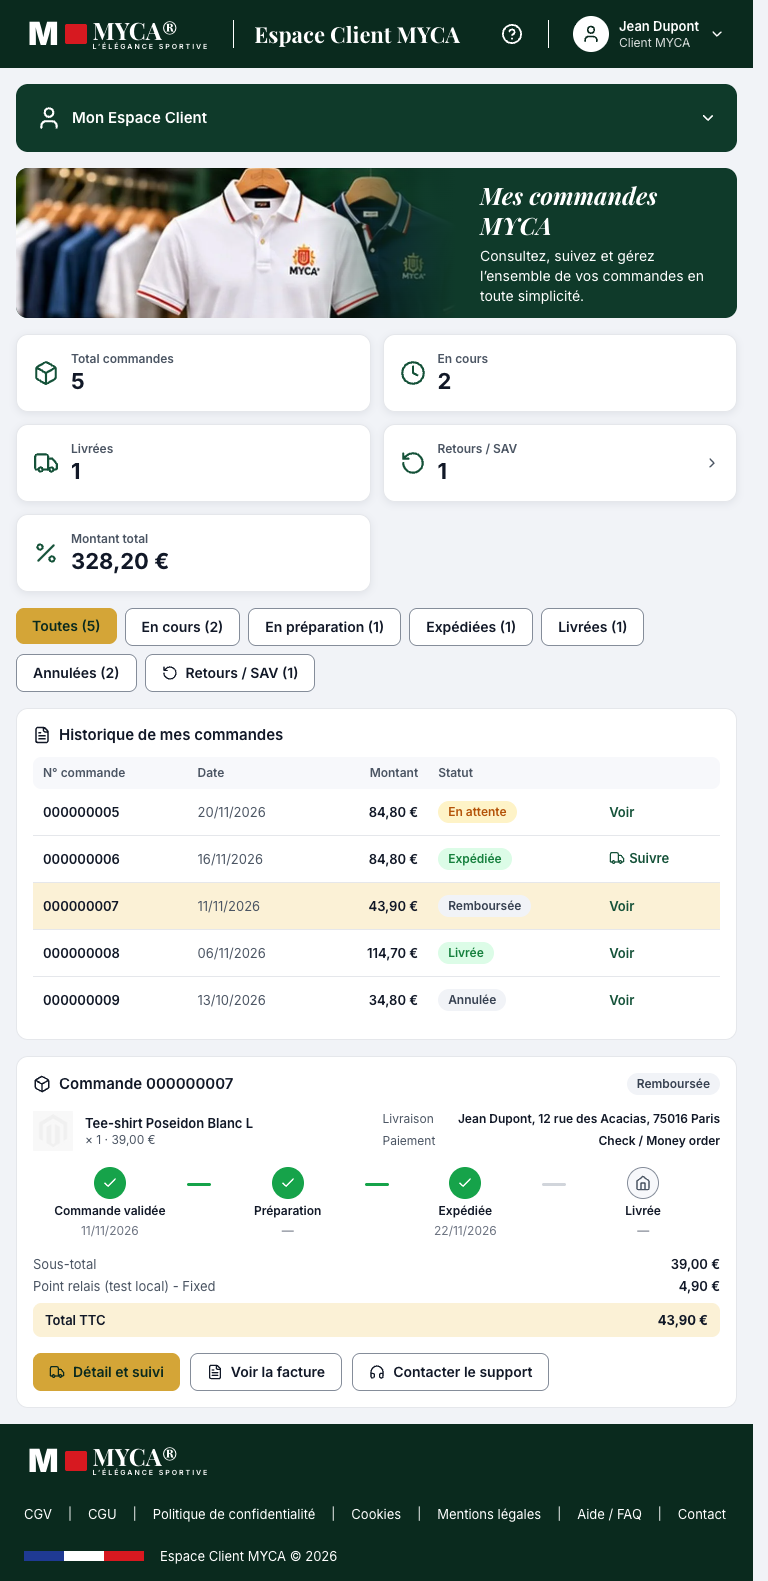 M MYCA®
L'ÉLÉGANCE SPORTIVE
Espace Client MYCA
Jean Dupont
Client MYCA
Mon Espace Client
MYCA
Mes commandes
MYCA
Consultez, suivez et gérez
l'ensemble de vos commandes en
toute simplicité.
Total commandes
5
En cours
2
Livrées
1
Retours / SAV
1
Montant total
328,20 €
Toutes (5) En cours (2) En préparation (1) Expédiées (1) Livrées (1)
Annulées (2) Retours / SAV (1)
Historique de mes commandes
N° commande Date Montant Statut
000000005 20/11/2026 84,80 € En attente Voir
000000006 16/11/2026 84,80 € Expédiée Suivre
000000007 11/11/2026 43,90 € Remboursée Voir
000000008 06/11/2026 114,70 € Livrée Voir
000000009 13/10/2026 34,80 € Annulée Voir
Commande 000000007 Remboursée
Tee-shirt Poseidon Blanc L
× 1 · 39,00 €
Livraison Jean Dupont, 12 rue des Acacias, 75016 Paris
Paiement Check / Money order
Commande validée Préparation Expédiée Livrée
11/11/2026 — 22/11/2026 —
Sous-total 39,00 €
Point relais (test local) - Fixed 4,90 €
Total TTC 43,90 €
Détail et suivi Voir la facture Contacter le support
M MYCA®
L'ÉLÉGANCE SPORTIVE
CGV | CGU | Politique de confidentialité | Cookies | Mentions légales | Aide / FAQ | Contact
Espace Client MYCA © 2026